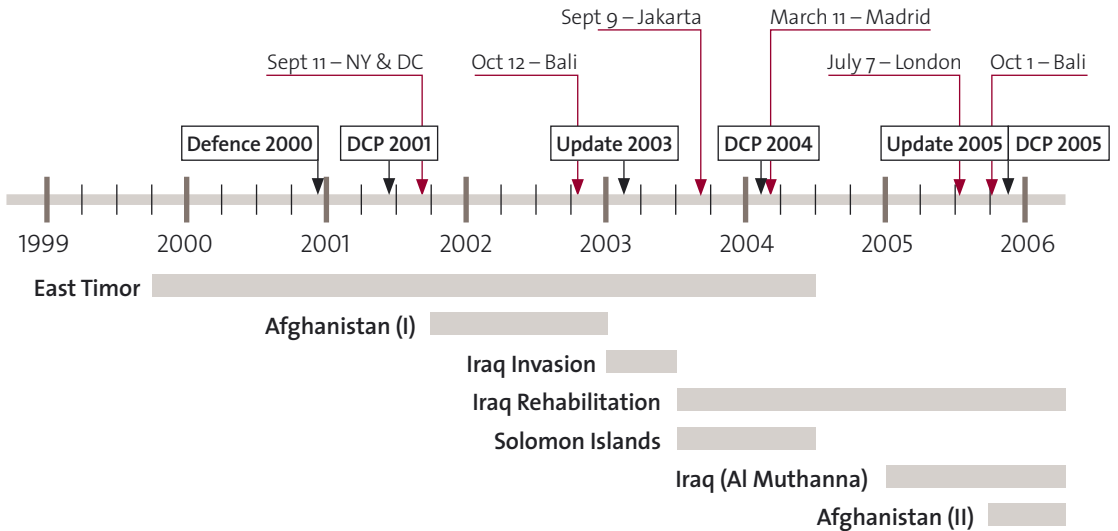 Sept 9 – Jakarta
March 11 – Madrid
Sept 11 – NY & DC
Oct 12 – Bali
July 7 – London
Oct 1 – Bali
Defence 2000
DCP 2001
Update 2003
DCP 2004
Update 2005
DCP 2005
1999
2000
2001
2002
2003
2004
2005
2006
East Timor
Afghanistan (I)
Iraq Invasion
Iraq Rehabilitation
Solomon Islands
Iraq (Al Muthanna)
Afghanistan (II)